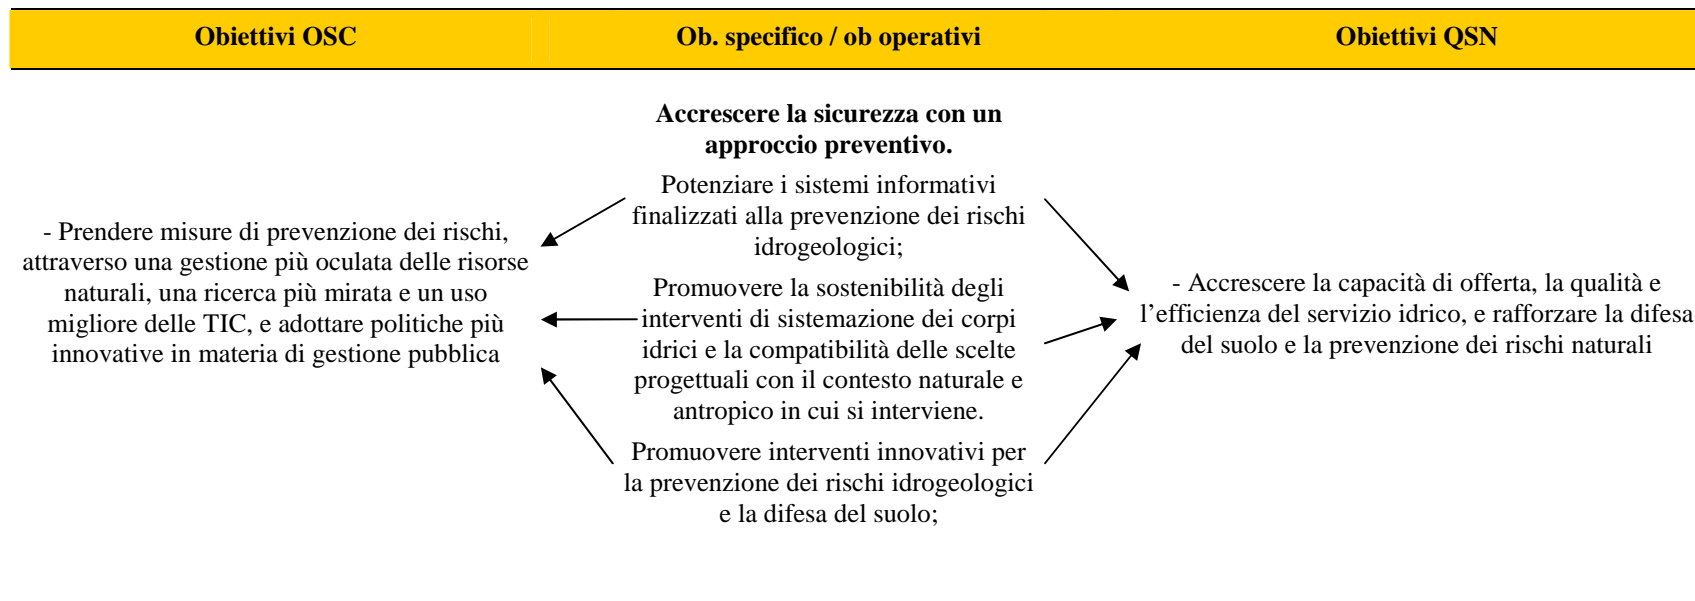 Obiettivi OSC
Ob. specifico / ob operativi
Obiettivi QSN
- Prendere misure di prevenzione dei rischi,
attraverso una gestione più oculata delle risorse
naturali, una ricerca più mirata e un uso
migliore delle TIC, e adottare politiche più
innovative in materia di gestione pubblica
Accrescere la sicurezza con un
approccio preventivo.
Potenziare i sistemi informativi
finalizzati alla prevenzione dei rischi
idrogeologici;
Promuovere la sostenibilità degli
interventi di sistemazione dei corpi
idrici e la compatibilità delle scelte
progettuali con il contesto naturale e
antropico in cui si interviene.
Promuovere interventi innovativi per
la prevenzione dei rischi idrogeologici
e la difesa del suolo;
- Accrescere la capacità di offerta, la qualità e
l’efficienza del servizio idrico, e rafforzare la difesa
del suolo e la prevenzione dei rischi naturali